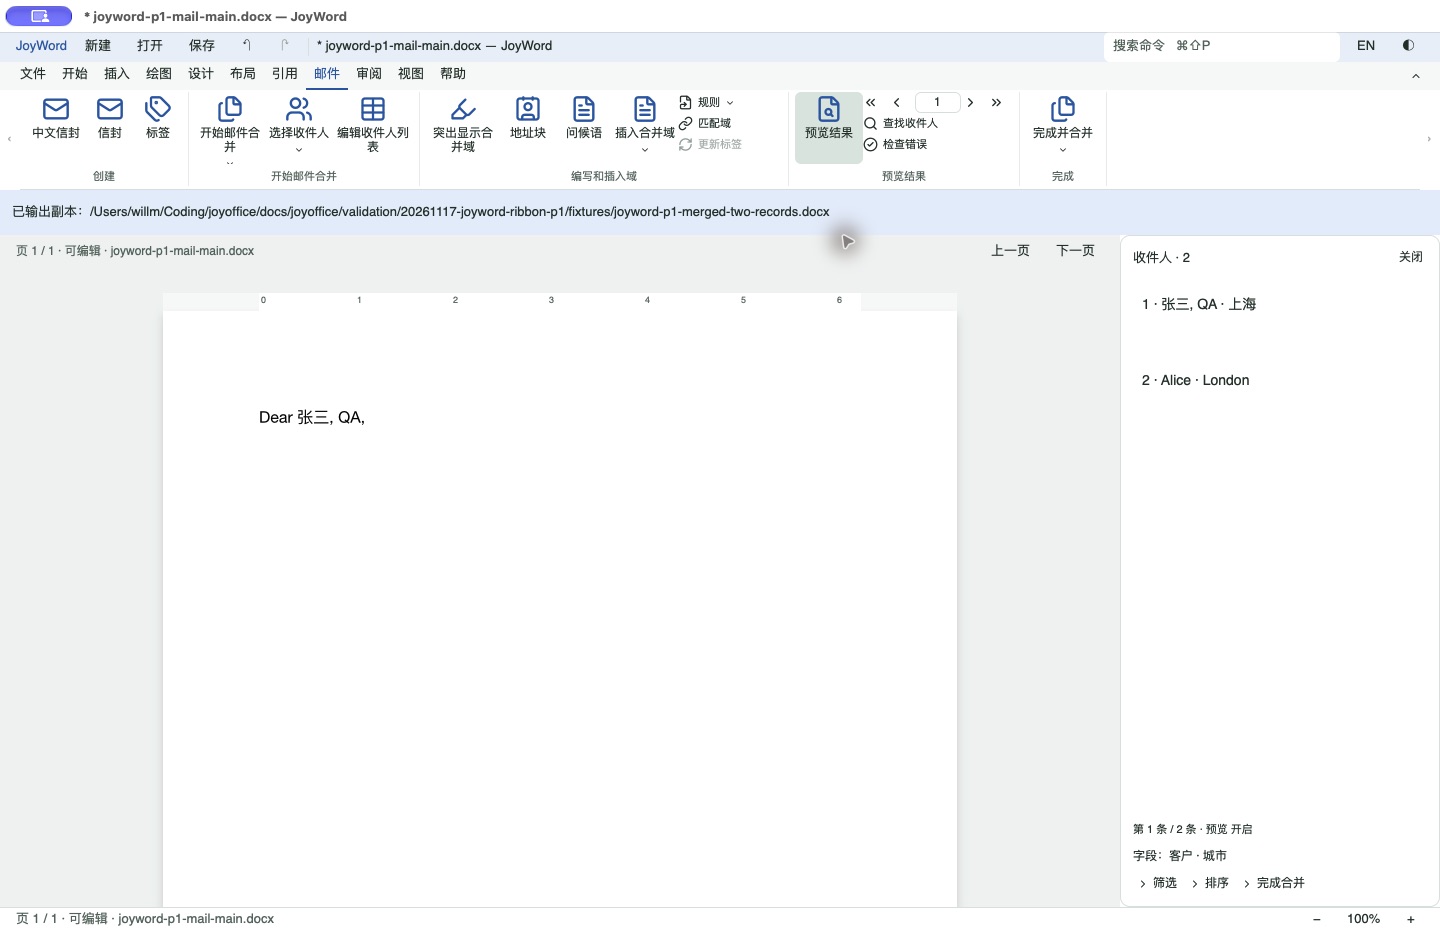 * joyword-p1-mail-main.docx — JoyWord
JoyWord 新建 打开 保存 * joyword-p1-mail-main.docx — JoyWord 搜索命令 ⌘⇧P EN
文件 开始 插入 绘图 设计 布局 引用 邮件 审阅 视图 帮助
中文信封 信封 标签
创建
开始邮件合并 选择收件人 编辑收件人列表
开始邮件合并
突出显示合并域 地址块 问候语 插入合并域
规则
匹配域
更新标签
编写和插入域
预览结果
« ‹ 1 › »
查找收件人
检查错误
预览结果
完成并合并
完成
已输出副本：/Users/willm/Coding/joyoffice/docs/joyoffice/validation/20261117-joyword-ribbon-p1/fixtures/joyword-p1-merged-two-records.docx
页 1 / 1 · 可编辑 · joyword-p1-mail-main.docx 上一页 下一页
0 1 2 3 4 5 6
Dear 张三, QA,
收件人 · 2 关闭
1 · 张三, QA · 上海
2 · Alice · London
第 1 条 / 2 条 · 预览 开启
字段：客户 · 城市
› 筛选 › 排序 › 完成合并
页 1 / 1 · 可编辑 · joyword-p1-mail-main.docx − 100% +